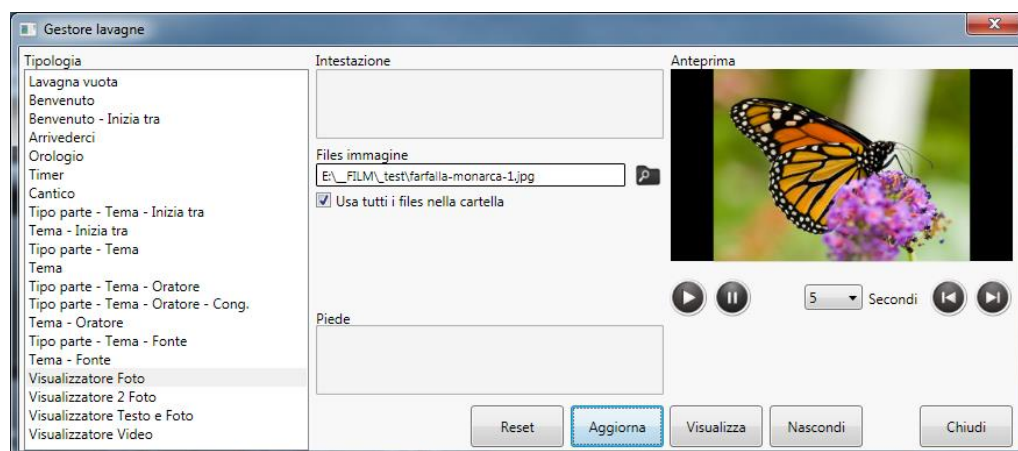 Gestore lavagne
Tipologia
Lavagna vuota
Benvenuto
Benvenuto - Inizia tra
Arrivederci
Orologio
Timer
Cantico
Tipo parte - Tema - Inizia tra
Tema - Inizia tra
Tipo parte - Tema
Tema
Tipo parte - Tema - Oratore
Tipo parte - Tema - Oratore - Cong.
Tema - Oratore
Tipo parte - Tema - Fonte
Tema - Fonte
Visualizzatore Foto
Visualizzatore 2 Foto
Visualizzatore Testo e Foto
Visualizzatore Video
Intestazione
Files immagine
E:\__FILM\_test\farfalla-monarca-1.jpg
Usa tutti i files nella cartella
Piede
Anteprima
5 Secondi
Reset Aggiorna Visualizza Nascondi Chiudi